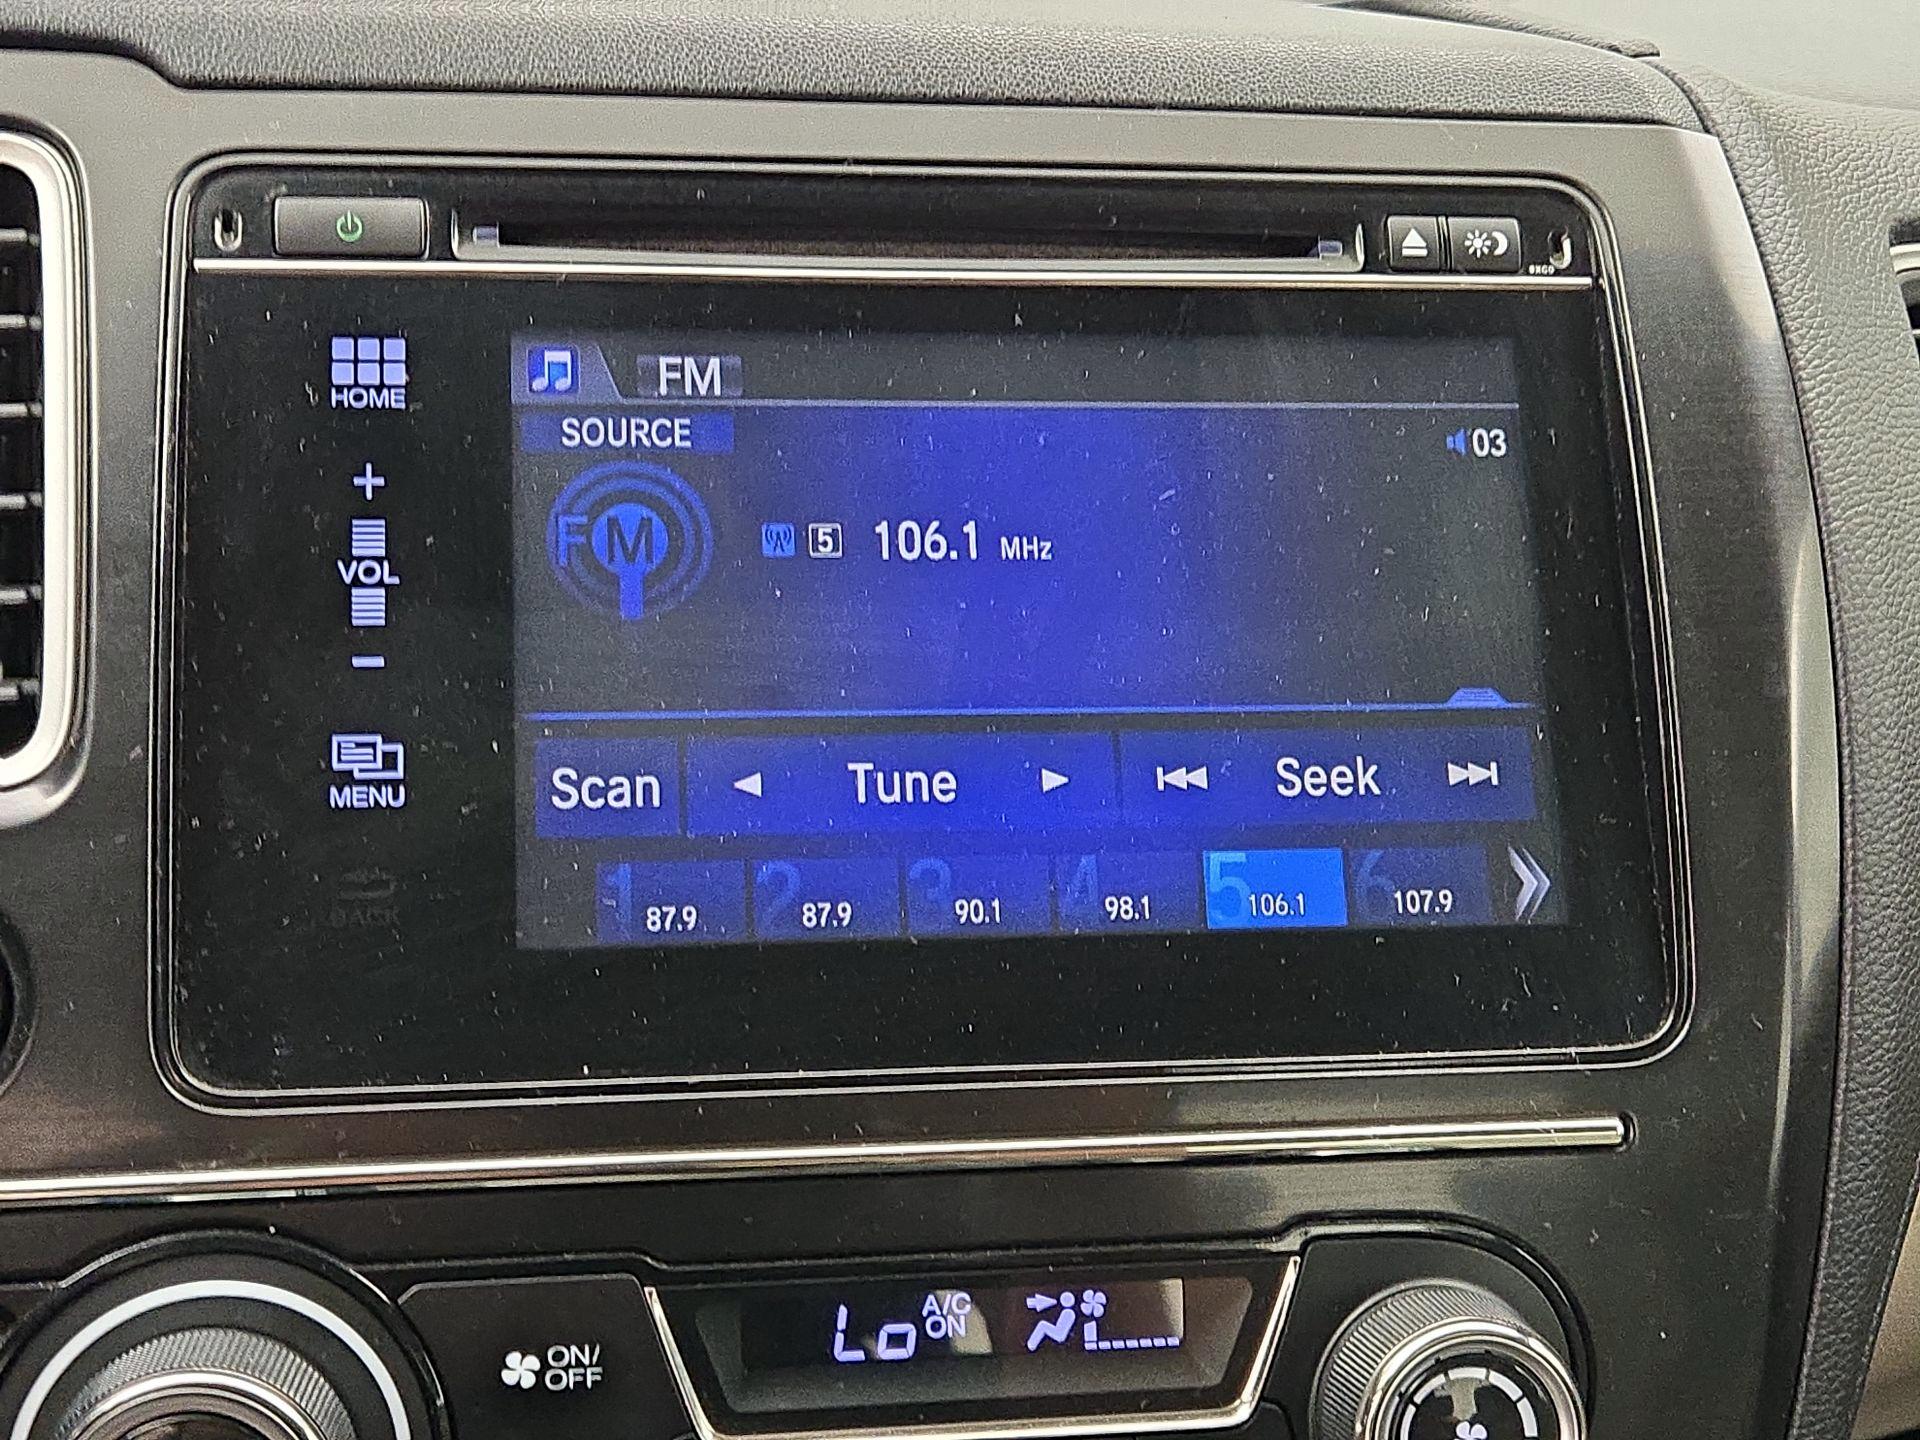 FM
HOME
SOURCE
03
+
VOL
-
FM
5 106.1 MHz
MENU
Scan Tune Seek
BACK
1 87.9 2 87.9 3 90.1 4 98.1 5 106.1 6 107.9
Lo A/C ON
ON/
OFF